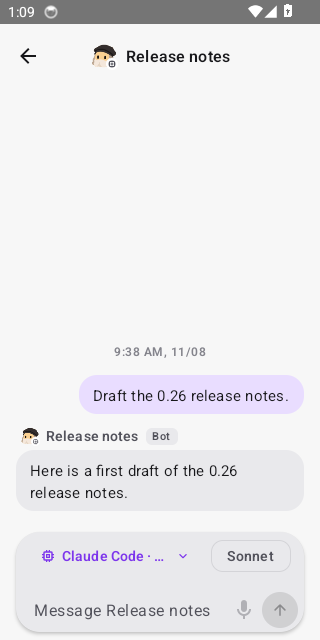 1:09
Release notes
9:38 AM, 11/08
Draft the 0.26 release notes.
Release notes Bot
Here is a first draft of the 0.26
release notes.
Claude Code · ... Sonnet
Message Release notes